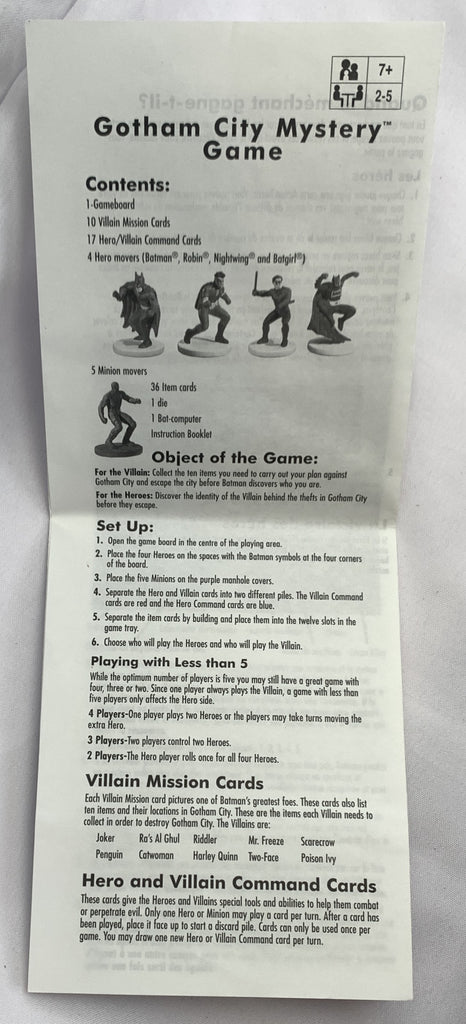 7+
2-5
Gotham City Mystery™
Game
Contents:
1-Gameboard
10 Villain Mission Cards
17 Hero/Villain Command Cards
4 Hero movers (Batman®, Robin®, Nightwing® and Batgirl®)
5 Minion movers
36 Item cards
1 die
1 Bat-computer
Instruction Booklet
Object of the Game:
For the Villain: Collect the ten items you need to carry out your plan against
Gotham City and escape the city before Batman discovers who you are.
For the Heroes: Discover the identity of the Villain behind the thefts in Gotham City
before they escape.
Set Up:
1. Open the game board in the centre of the playing area.
2. Place the four Heroes on the spaces with the Batman symbols at the four corners
of the board.
3. Place the five Minions on the purple manhole covers.
4. Separate the Hero and Villain cards into two different piles. The Villain Command
cards are red and the Hero Command cards are blue.
5. Separate the item cards by building and place them into the twelve slots in the
game tray.
6. Choose who will play the Heroes and who will play the Villain.
Playing with Less than 5
While the optimum number of players is five you may still have a great game with
four, three or two. Since one player always plays the Villain, a game with less than
five players only affects the Hero side.
4 Players-One player plays two Heroes or the players may take turns moving the
extra Hero.
3 Players-Two players control two Heroes.
2 Players-The Hero player rolls once for all four Heroes.
Villain Mission Cards
Each Villain Mission card pictures one of Batman's greatest foes. These cards also list
ten items and their locations in Gotham City. These are the items each Villain needs to
collect in order to destroy Gotham City. The Villains are:
Joker Ra's Al Ghul Riddler Mr. Freeze Scarecrow
Penguin Catwoman Harley Quinn Two-Face Poison Ivy
Hero and Villain Command Cards
These cards give the Heroes and Villains special tools and abilities to help them combat
or perpetrate evil. Only one Hero or Minion may play a card per turn. After a card has
been played, place it face up to start a discard pile. Cards can only be used once per
game. You may draw one new Hero or Villain Command card per turn.